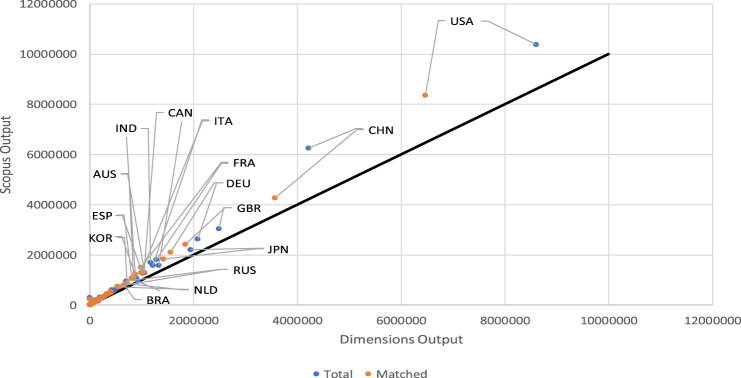 12000000
USA
10000000
CAN
ITA
8000000
IND
CHN
Scopus Output
6000000
FRA
AUS
DEU
4000000
ESP
GBR
KOR
JPN
2000000
RUS
NLD
BRA
0
0 2000000 4000000 6000000 8000000 10000000 12000000
Dimensions Output
Total Matched